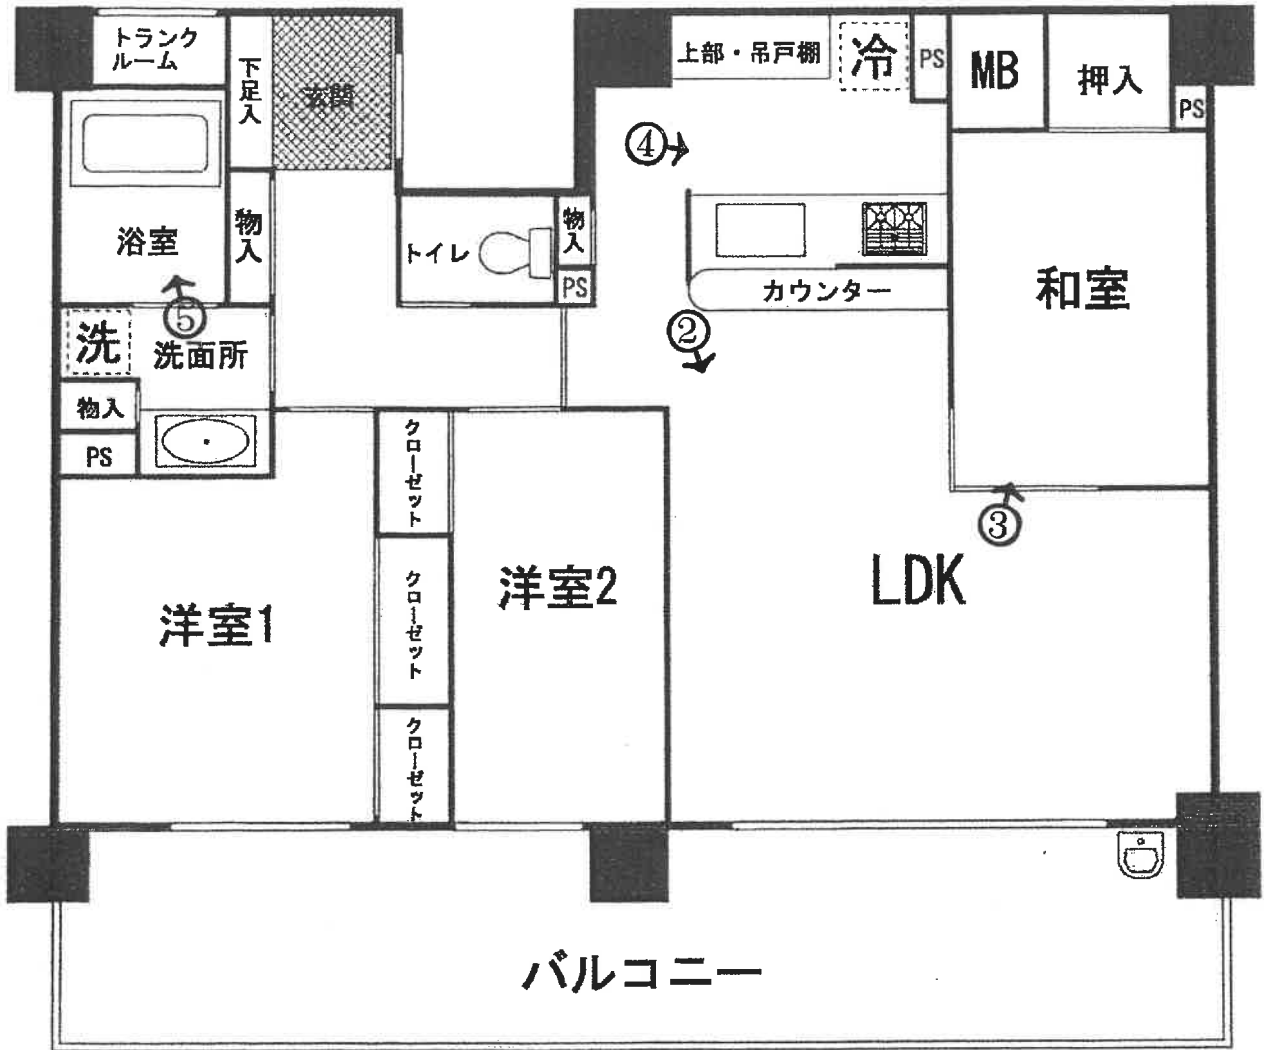 トランク
ルーム
下足入
玄関
上部・吊戸棚
冷
PS
MB
押入
PS
④
浴室
物入
トイレ
物入
PS
カウンター
和室
⑤
②
洗
洗面所
物入
PS
クローゼット
クローゼット
クローゼット
洋室1
洋室2
③
LDK
バルコニー